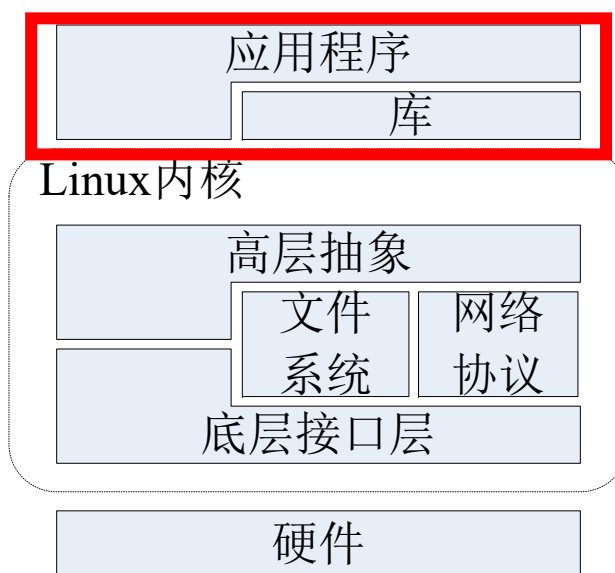 应用程序
库
Linux内核
高层抽象
文件
系统
网络
协议
底层接口层
硬件